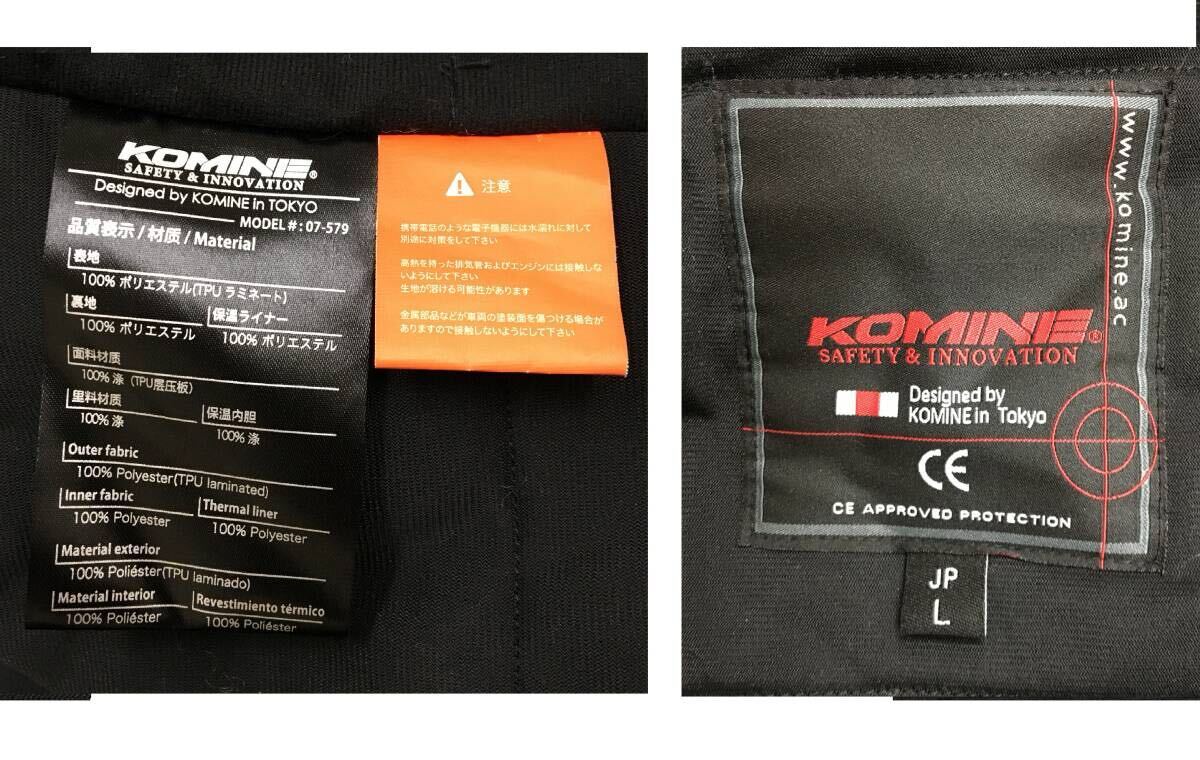 KOMINE®
SAFETY & INNOVATION
Designed by KOMINE in TOKYO
MODEL # : 07-579
品質表示 / 材质 / Material
表地
100% ポリエステル(TPU ラミネート)
裏地
100% ポリエステル
保温ライナー
100% ポリエステル
面料材质
100% 涤（TPU层压板）
里料材质
100% 涤
保温内胆
100% 涤
Outer fabric
100% Polyester(TPU laminated)
Inner fabric
100% Polyester
Thermal liner
100% Polyester
Material exterior
100% Poliéster(TPU laminado)
Material interior
100% Poliéster
Revestimiento térmico
100% Poliéster
注意
携帯電話のような電子機器には水濡れに対して
別途に対策をして下さい
高熱を持った排気管およびエンジンには接触しな
いようにして下さい
生地が溶ける可能性があります
金属部品などが車両の塗装面を傷つける場合が
ありますので接触しないようにして下さい
www.komine.ac
KOMINE®
SAFETY & INNOVATION
Designed by
KOMINE in Tokyo
CE
CE APPROVED PROTECTION
JP
L